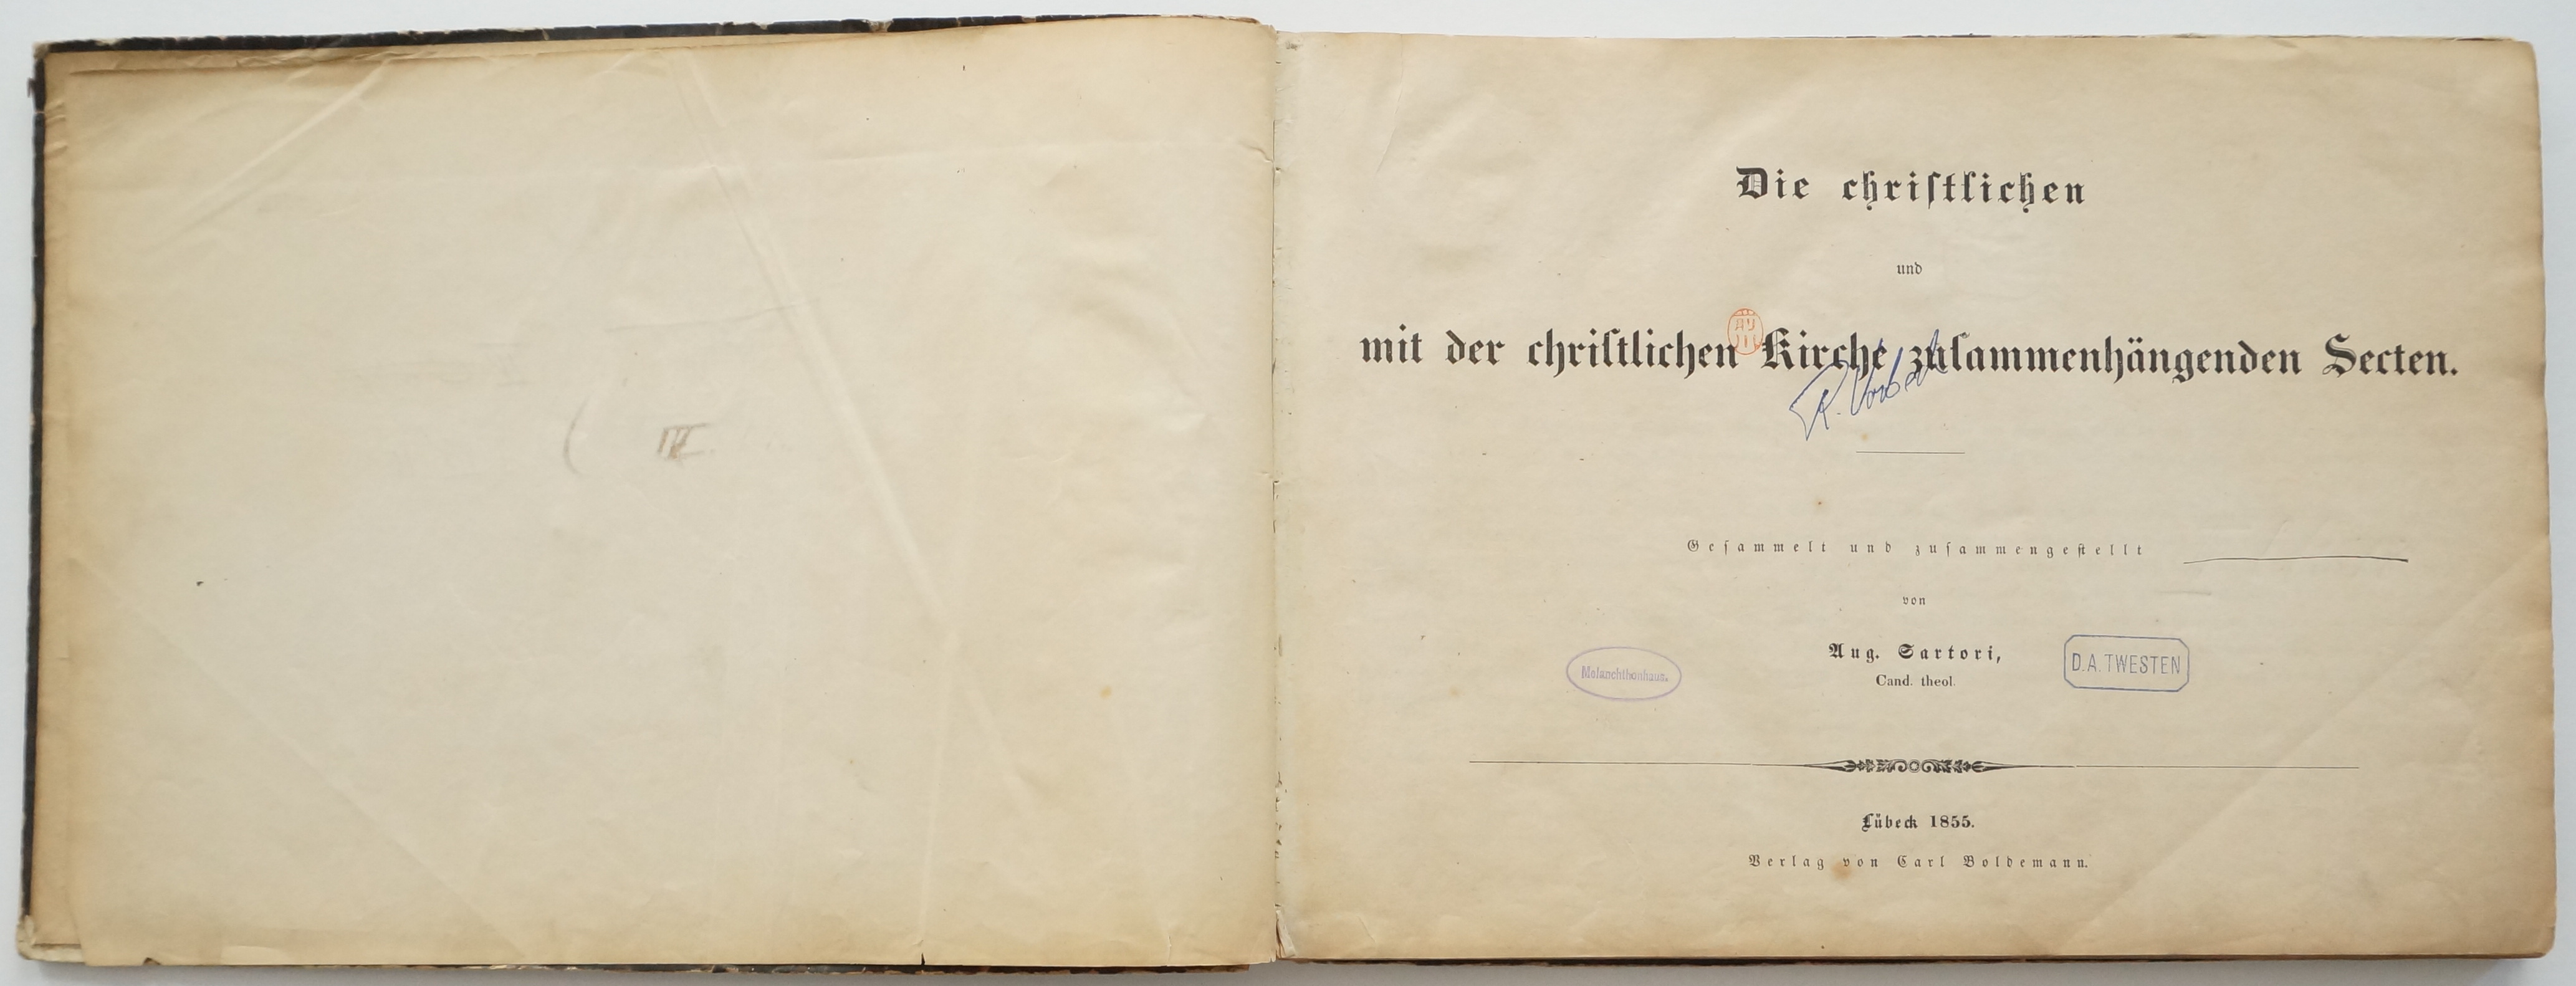 IV.
Die chriſtlichen
und
mit der chriſtlichen Kirche zuſammenhängenden Secten.
Geſammelt und zuſammengeſtellt
von
Aug. Sartori,
Cand. theol.
Melanchthonhaus.
D.A. TWESTEN
Lübeck 1855.
Verlag von Carl Boldemann.